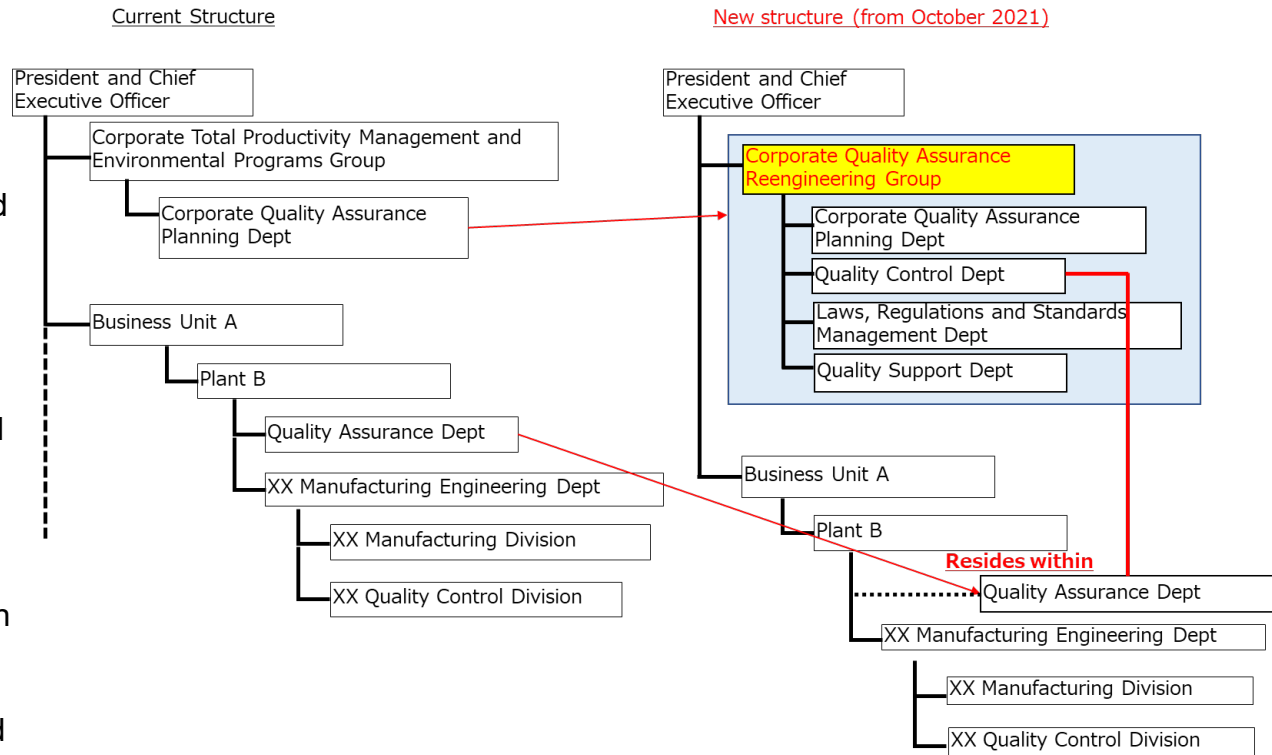 Current Structure
President and Chief
Executive Officer
Corporate Total Productivity Management and
Environmental Programs Group
Corporate Quality Assurance
Planning Dept
Business Unit A
Plant B
Quality Assurance Dept
XX Manufacturing Engineering Dept
XX Manufacturing Division
XX Quality Control Division
New structure (from October 2021)
President and Chief
Executive Officer
Corporate Quality Assurance
Reengineering Group
Corporate Quality Assurance
Planning Dept
Quality Control Dept
Laws, Regulations and Standards
Management Dept
Quality Support Dept
Business Unit A
Plant B
Resides within
Quality Assurance Dept
XX Manufacturing Engineering Dept
XX Manufacturing Division
XX Quality Control Division